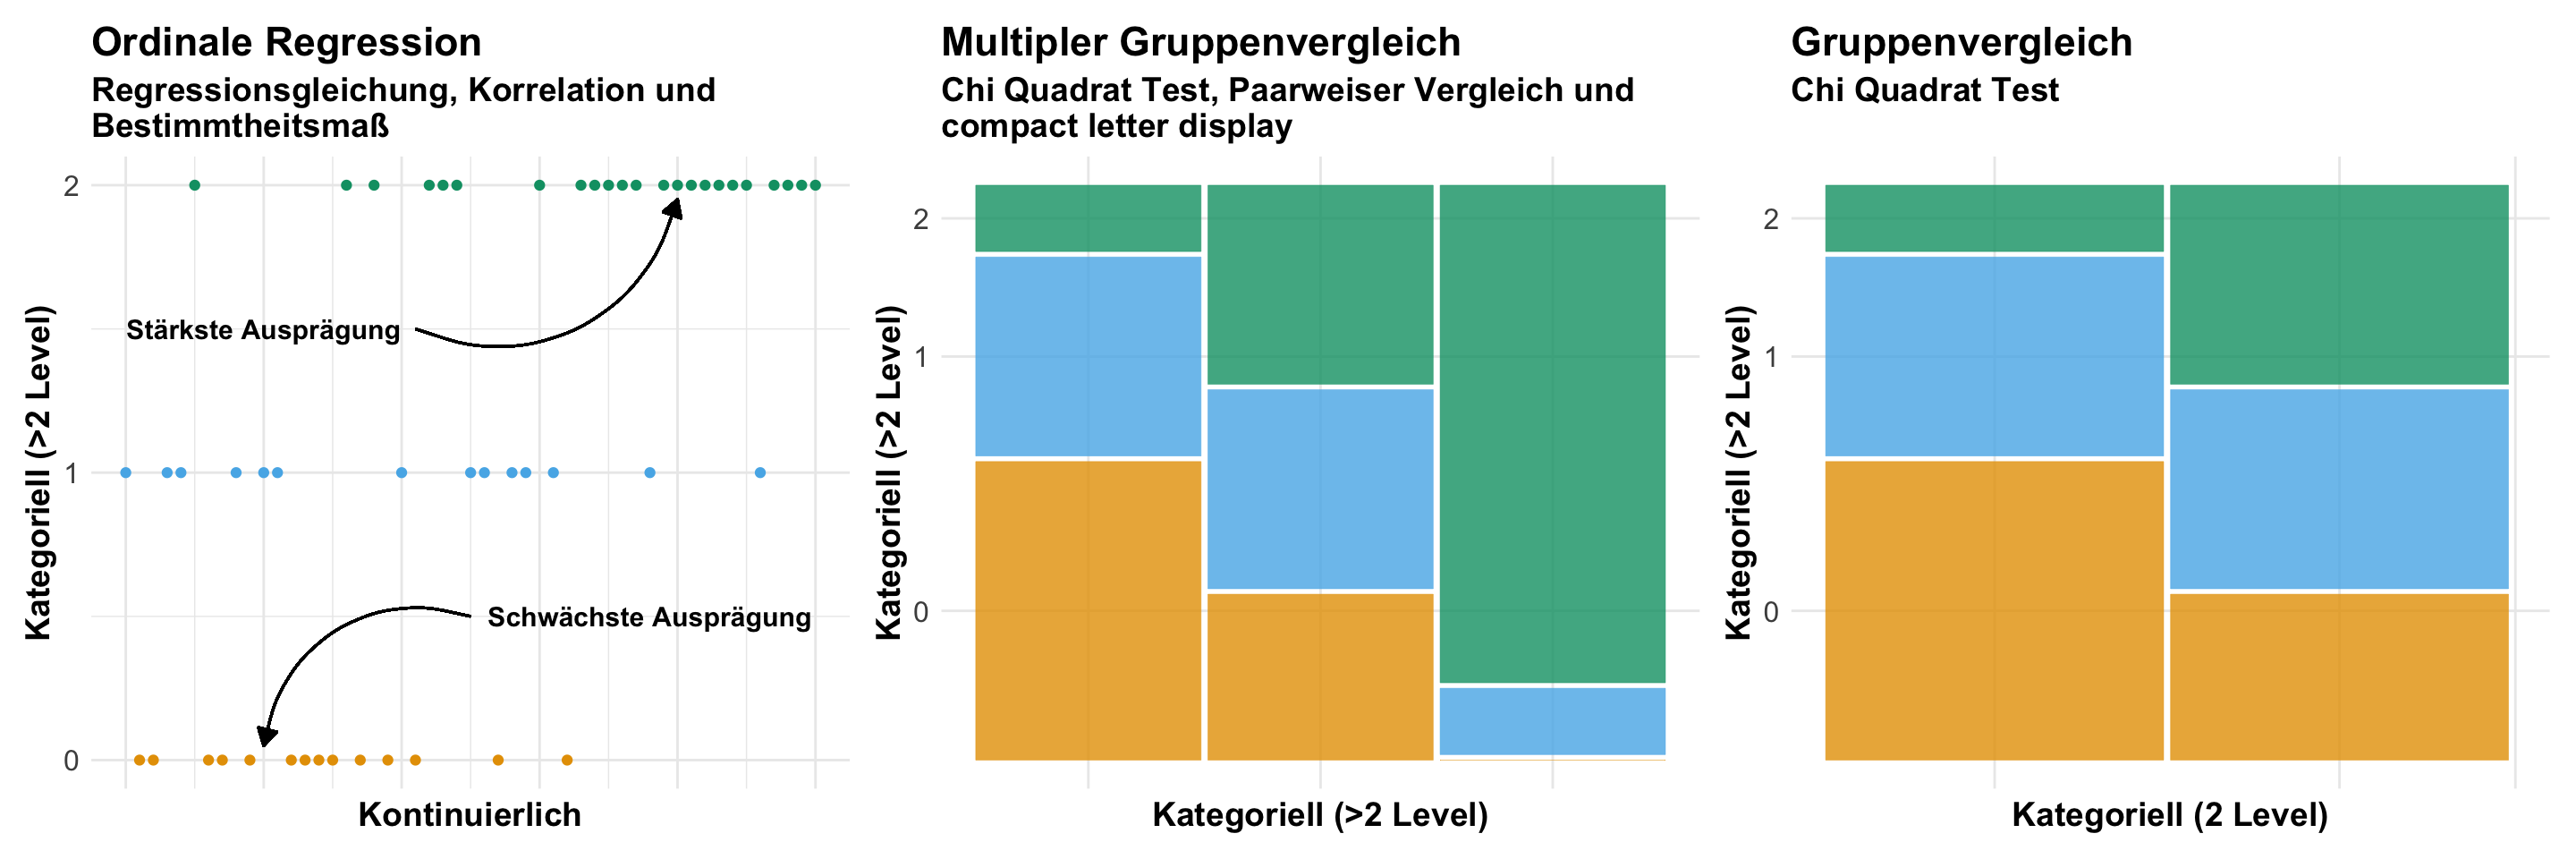 Ordinale Regression
Regressionsgleichung, Korrelation und
Bestimmtheitsmaß
Kategoriell (>2 Level)
2
1
0
Stärkste Ausprägung
Schwächste Ausprägung
Kontinuierlich
Multipler Gruppenvergleich
Chi Quadrat Test, Paarweiser Vergleich und
compact letter display
Kategoriell (>2 Level)
2
1
0
Kategoriell (>2 Level)
Gruppenvergleich
Chi Quadrat Test
Kategoriell (>2 Level)
2
1
0
Kategoriell (2 Level)